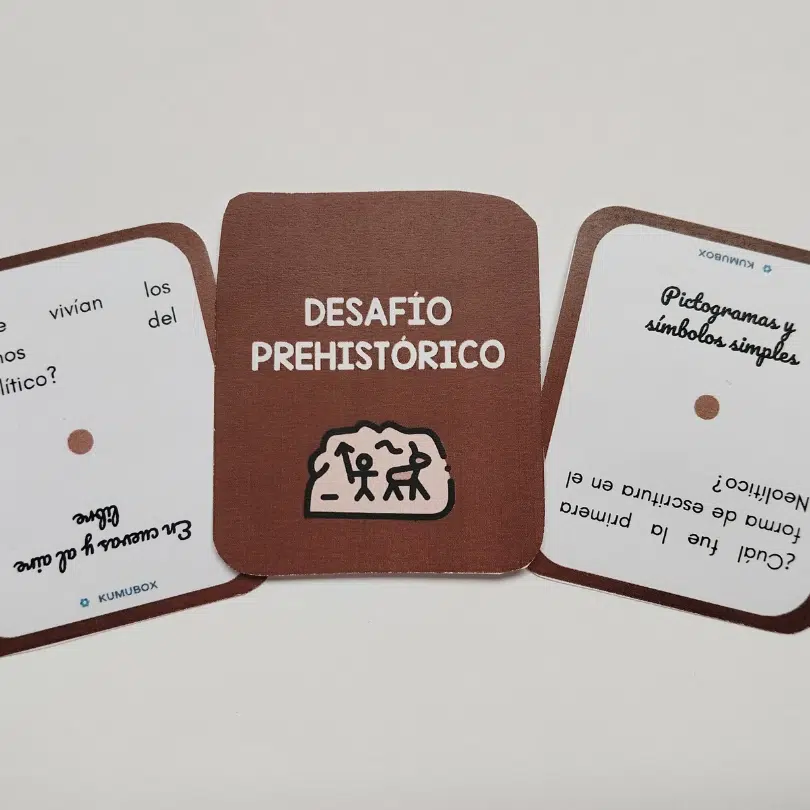 vivían los
del
¿lítico?
En cuevas y al aire
libre
KUMUBOX
DESAFÍO
PREHISTÓRICO
KUMUBOX
Pictogramas y
símbolos simples
¿Cuál fue la primera
forma de escritura en el
Neolítico?